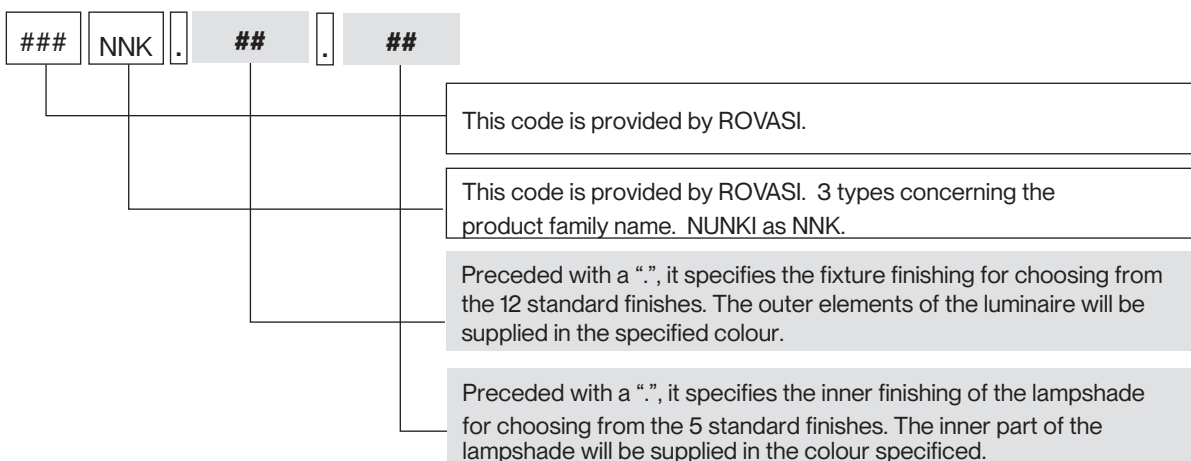 ### NNK . ## . ##
This code is provided by ROVASI.
This code is provided by ROVASI. 3 types concerning the
product family name. NUNKI as NNK.
Preceded with a “.”, it specifies the fixture finishing for choosing from
the 12 standard finishes. The outer elements of the luminaire will be
supplied in the specified colour.
Preceded with a “.”, it specifies the inner finishing of the lampshade
for choosing from the 5 standard finishes. The inner part of the
lampshade will be supplied in the colour specificed.